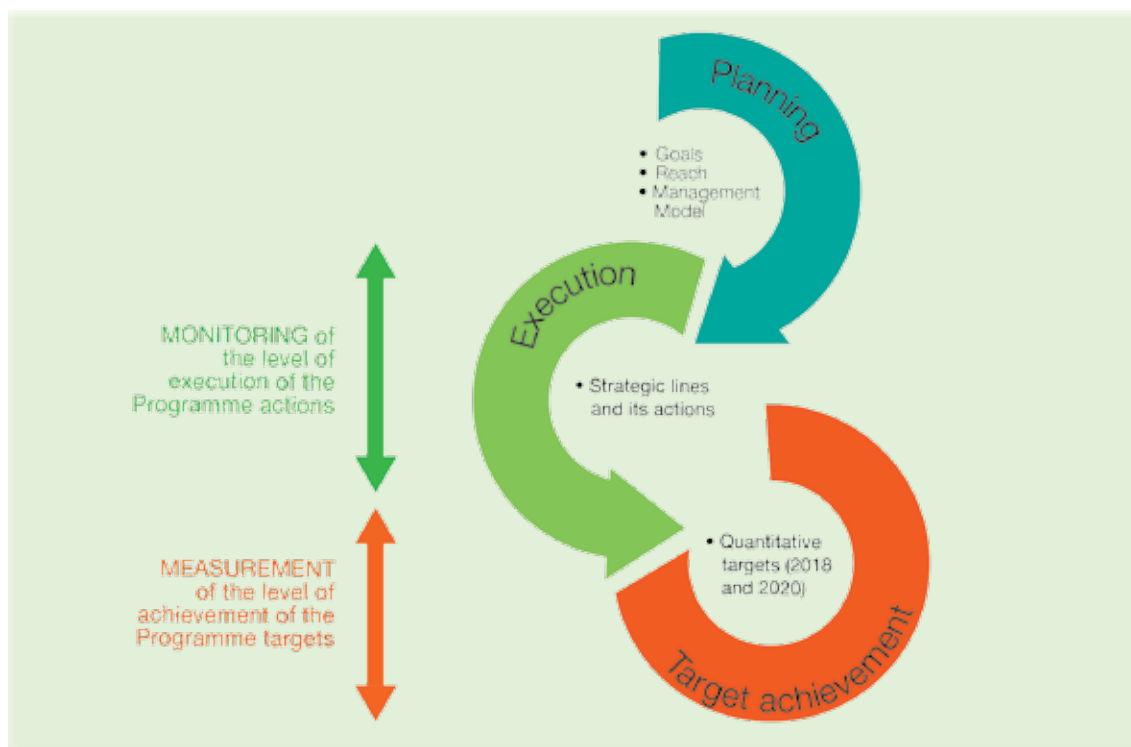 Planning
• Goals
• Reach
• Management
Model
Execution
• Strategic lines
and its actions
MONITORING of
the level of
execution of the
Programme actions
• Quantitative
targets (2018
and 2020)
Target achievement
MEASUREMENT
of the level of
achievement of the
Programme targets